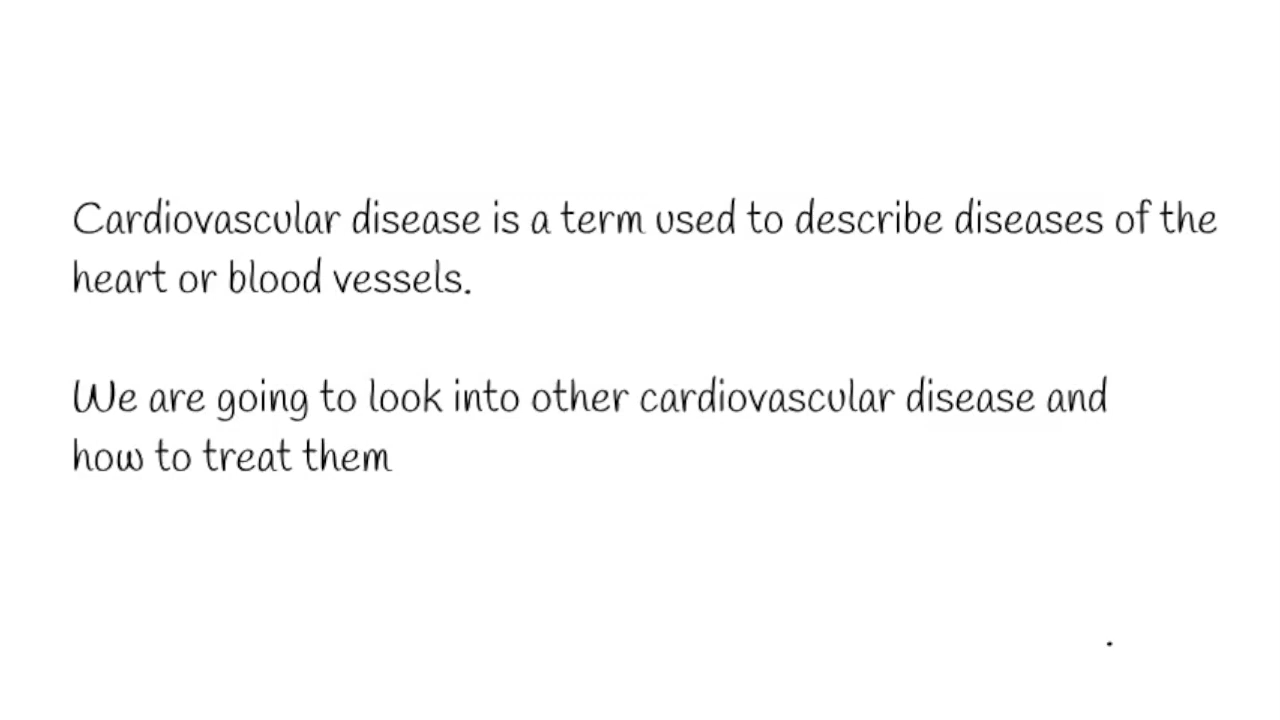 Cardiovascular disease is a term used to describe diseases of the
heart or blood vessels.
We are going to look into other cardiovascular disease and
how to treat them